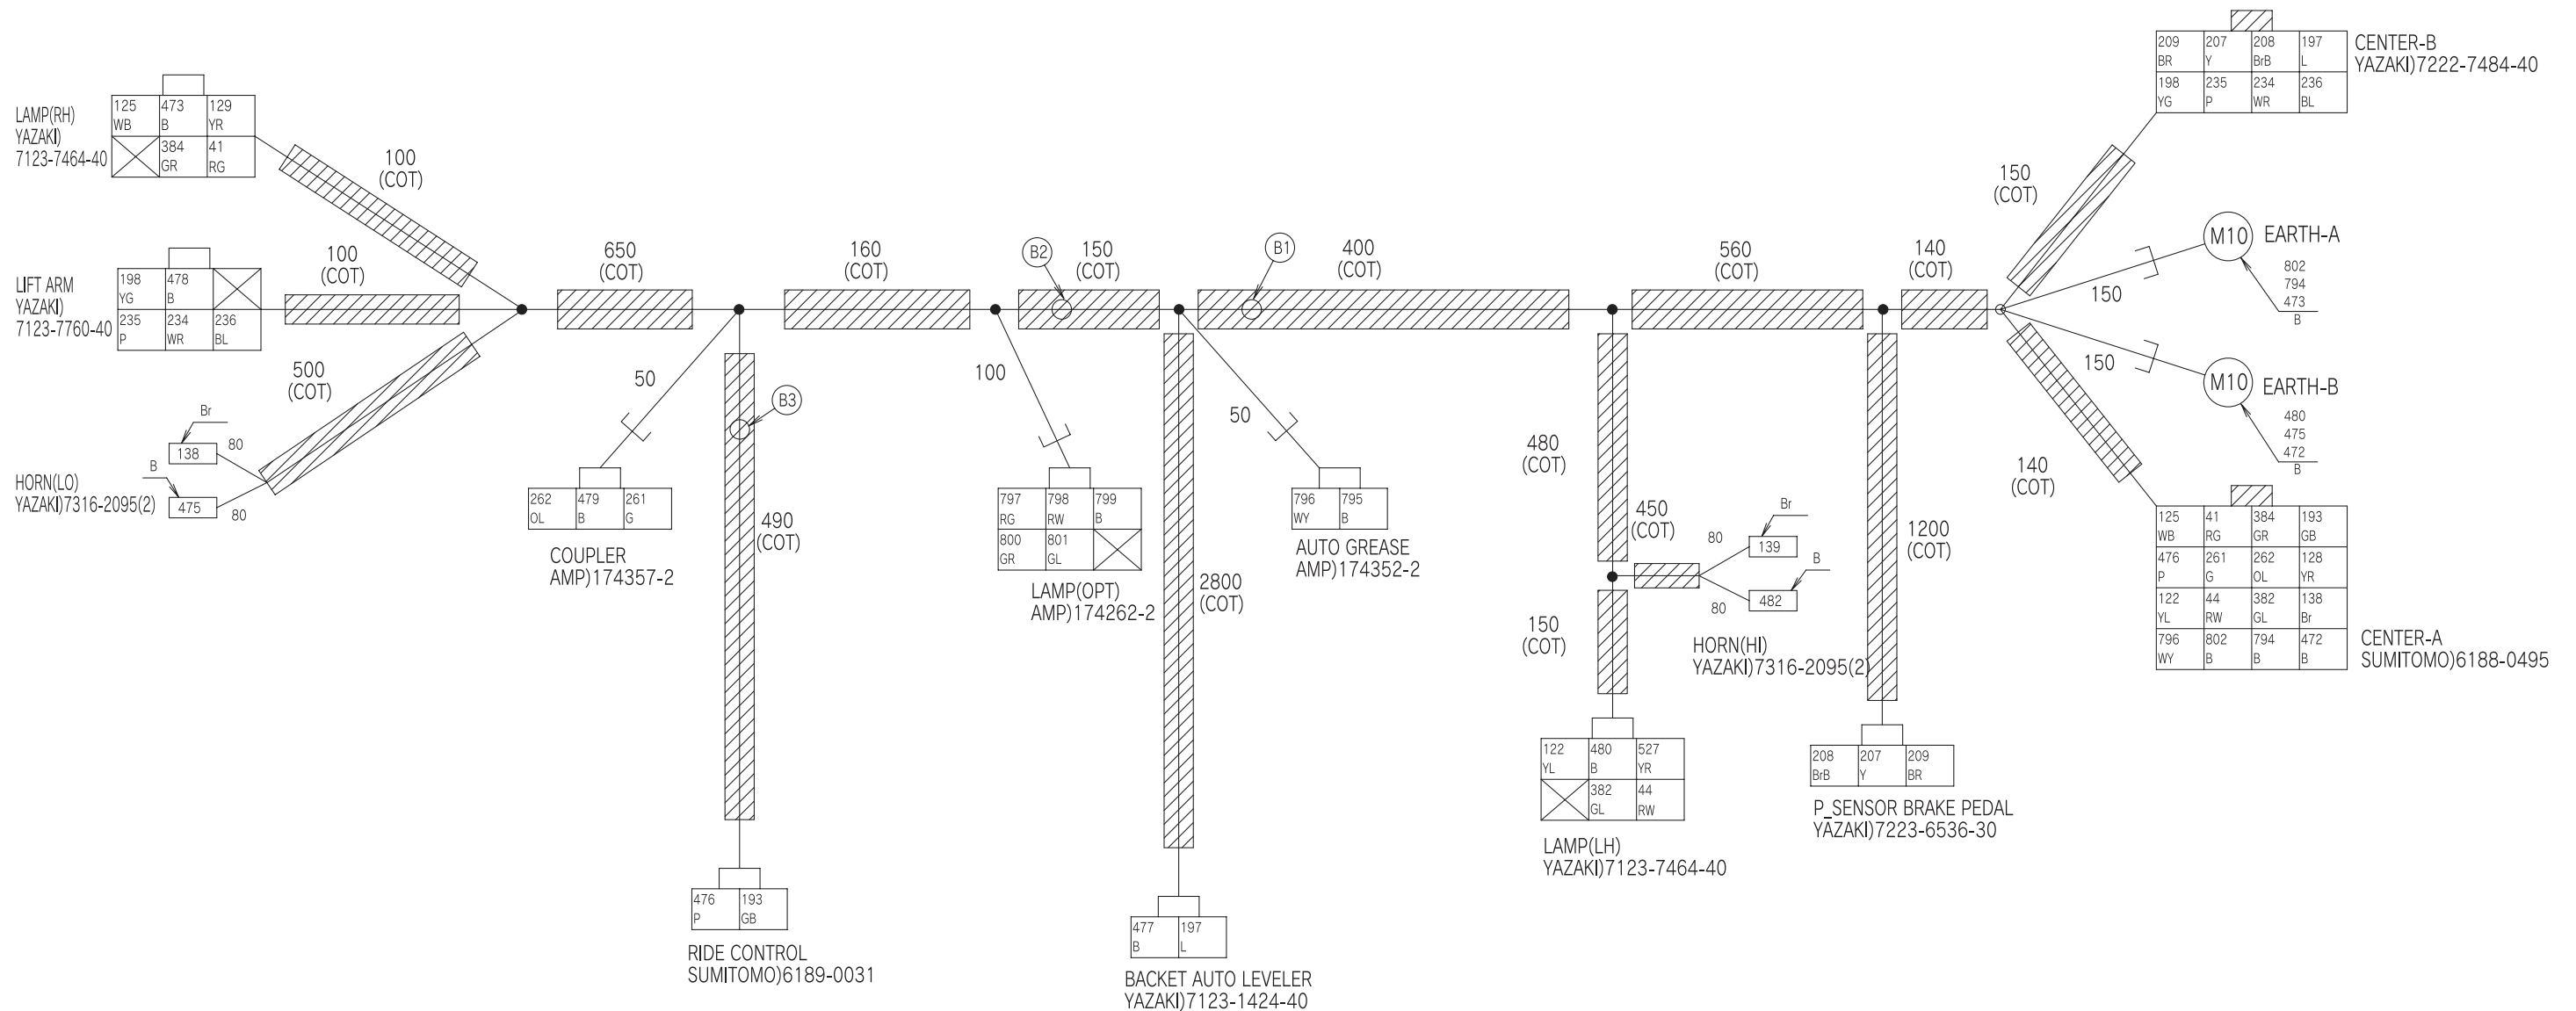 LAMP(RH)
YAZAKI)
7123-7464-40
125 473 129
WB B YR
384 41
GR RG
100
(COT)
LIFT ARM
YAZAKI)
7123-7760-40
198 478
YG B
235 234 236
P WR BL
100
(COT)
500
(COT)
HORN(LO)
YAZAKI)7316-2095(2)
Br
138
80
B
475
80
650
(COT)
50
262 479 261
OL B G
COUPLER
AMP)174357-2
B3
490
(COT)
476 193
P GB
RIDE CONTROL
SUMITOMO)6189-0031
160
(COT)
100
797 798 799
RG RW B
800 801
GR GL
LAMP(OPT)
AMP)174262-2
B2
150
(COT)
2800
(COT)
477 197
B L
BACKET AUTO LEVELER
YAZAKI)7123-1424-40
50
796 795
WY B
AUTO GREASE
AMP)174352-2
B1
400
(COT)
480
(COT)
450
(COT)
80
Br
139
B
482
80
HORN(HI)
YAZAKI)7316-2095(2)
150
(COT)
122 480 527
YL B YR
382 44
GL RW
LAMP(LH)
YAZAKI)7123-7464-40
560
(COT)
1200
(COT)
208 207 209
BrB Y BR
P_SENSOR BRAKE PEDAL
YAZAKI)7223-6536-30
140
(COT)
150
(COT)
209 207 208 197
BR Y BrB L
198 235 234 236
YG P WR BL
CENTER-B
YAZAKI)7222-7484-40
150
M10
EARTH-A
802
794
473
B
150
M10
EARTH-B
480
475
472
B
140
(COT)
125 41 384 193
WB RG GR GB
476 261 262 128
P G OL YR
122 44 382 138
YL RW GL Br
796 802 794 472
WY B B B
CENTER-A
SUMITOMO)6188-0495